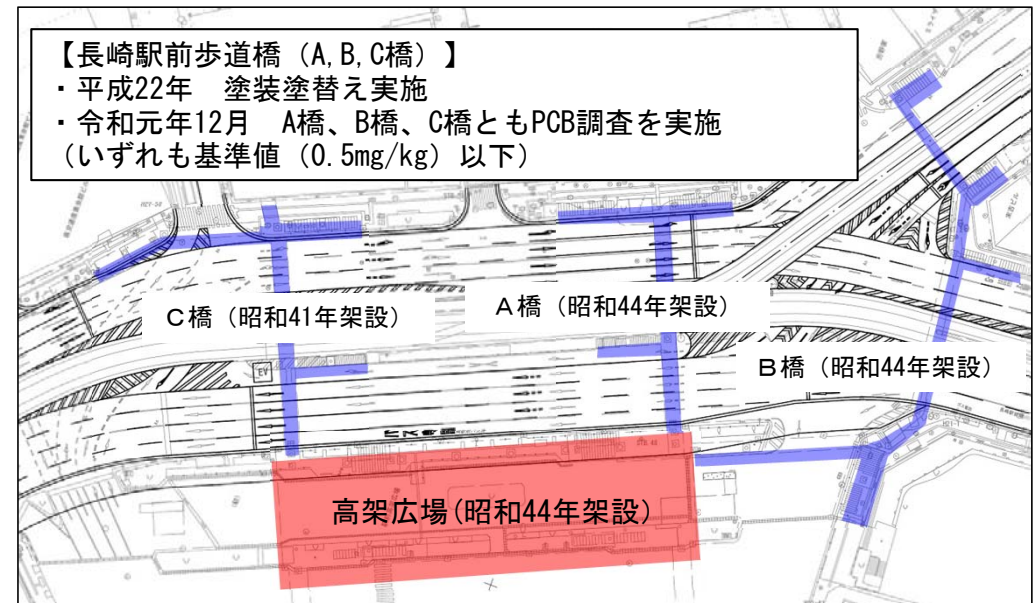 【長崎駅前歩道橋（A,B,C橋）】
・平成22年　塗装塗替え実施
・令和元年12月　A橋、B橋、C橋ともPCB調査を実施
（いずれも基準値（0.5mg/kg）以下）
C橋（昭和41年架設）
A橋（昭和44年架設）
B橋（昭和44年架設）
EV
高架広場(昭和44年架設)